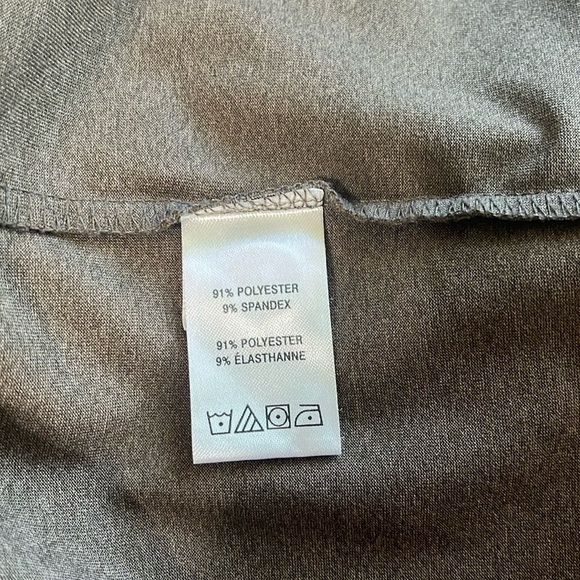 91% POLYESTER
9% SPANDEX
91% POLYESTER
9% ÉLASTHANNE